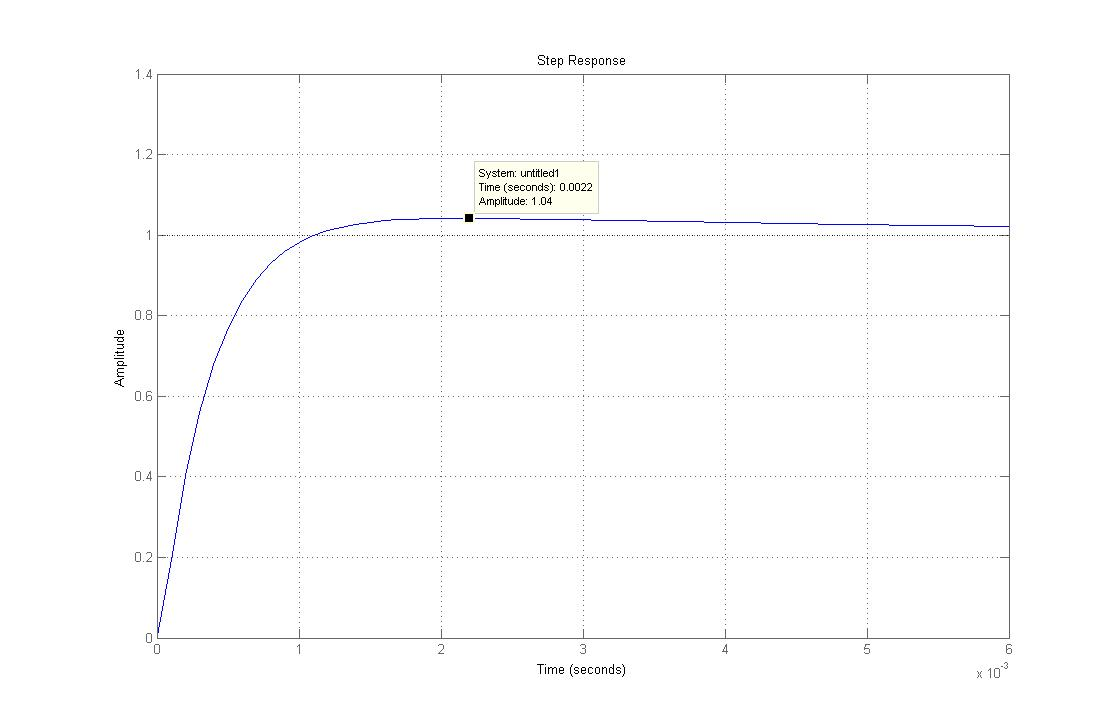 Step Response
1.4
1.2
1
0.8
0.6
0.4
0.2
0
Amplitude
System: untitled1
Time (seconds): 0.0022
Amplitude: 1.04
0 1 2 3 4 5 6
Time (seconds)
x 10^-3